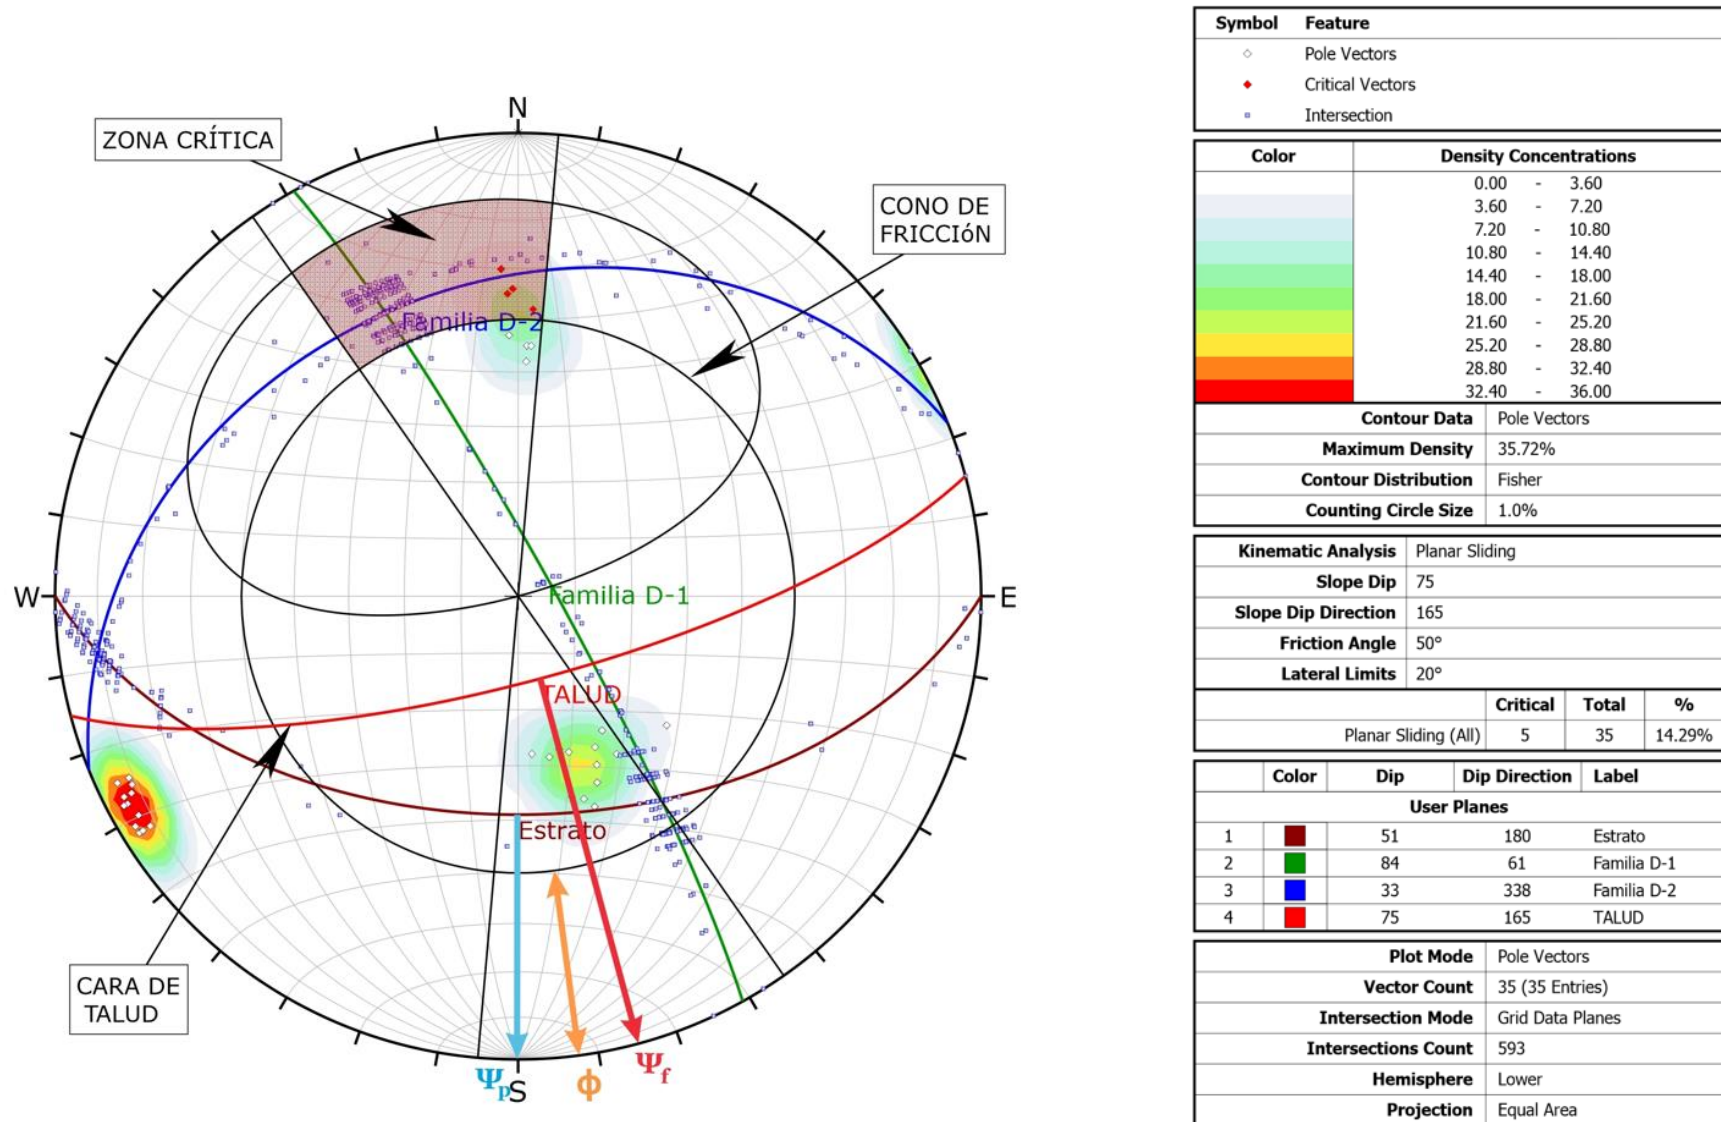 N
ZONA CRÍTICA
CONO DE
FRICCIóN
Familia D-2
W
Familia D-1
E
TALUD
Estrato
CARA DE
TALUD
Ψp
S
ϕ
Ψf
Symbol Feature
Pole Vectors
Critical Vectors
Intersection
Color Density Concentrations
0.00 - 3.60
3.60 - 7.20
7.20 - 10.80
10.80 - 14.40
14.40 - 18.00
18.00 - 21.60
21.60 - 25.20
25.20 - 28.80
28.80 - 32.40
32.40 - 36.00
Contour Data Pole Vectors
Maximum Density 35.72%
Contour Distribution Fisher
Counting Circle Size 1.0%
Kinematic Analysis Planar Sliding
Slope Dip 75
Slope Dip Direction 165
Friction Angle 50°
Lateral Limits 20°
Critical Total %
Planar Sliding (All) 5 35 14.29%
Color Dip Dip Direction Label
User Planes
1 51 180 Estrato
2 84 61 Familia D-1
3 33 338 Familia D-2
4 75 165 TALUD
Plot Mode Pole Vectors
Vector Count 35 (35 Entries)
Intersection Mode Grid Data Planes
Intersections Count 593
Hemisphere Lower
Projection Equal Area